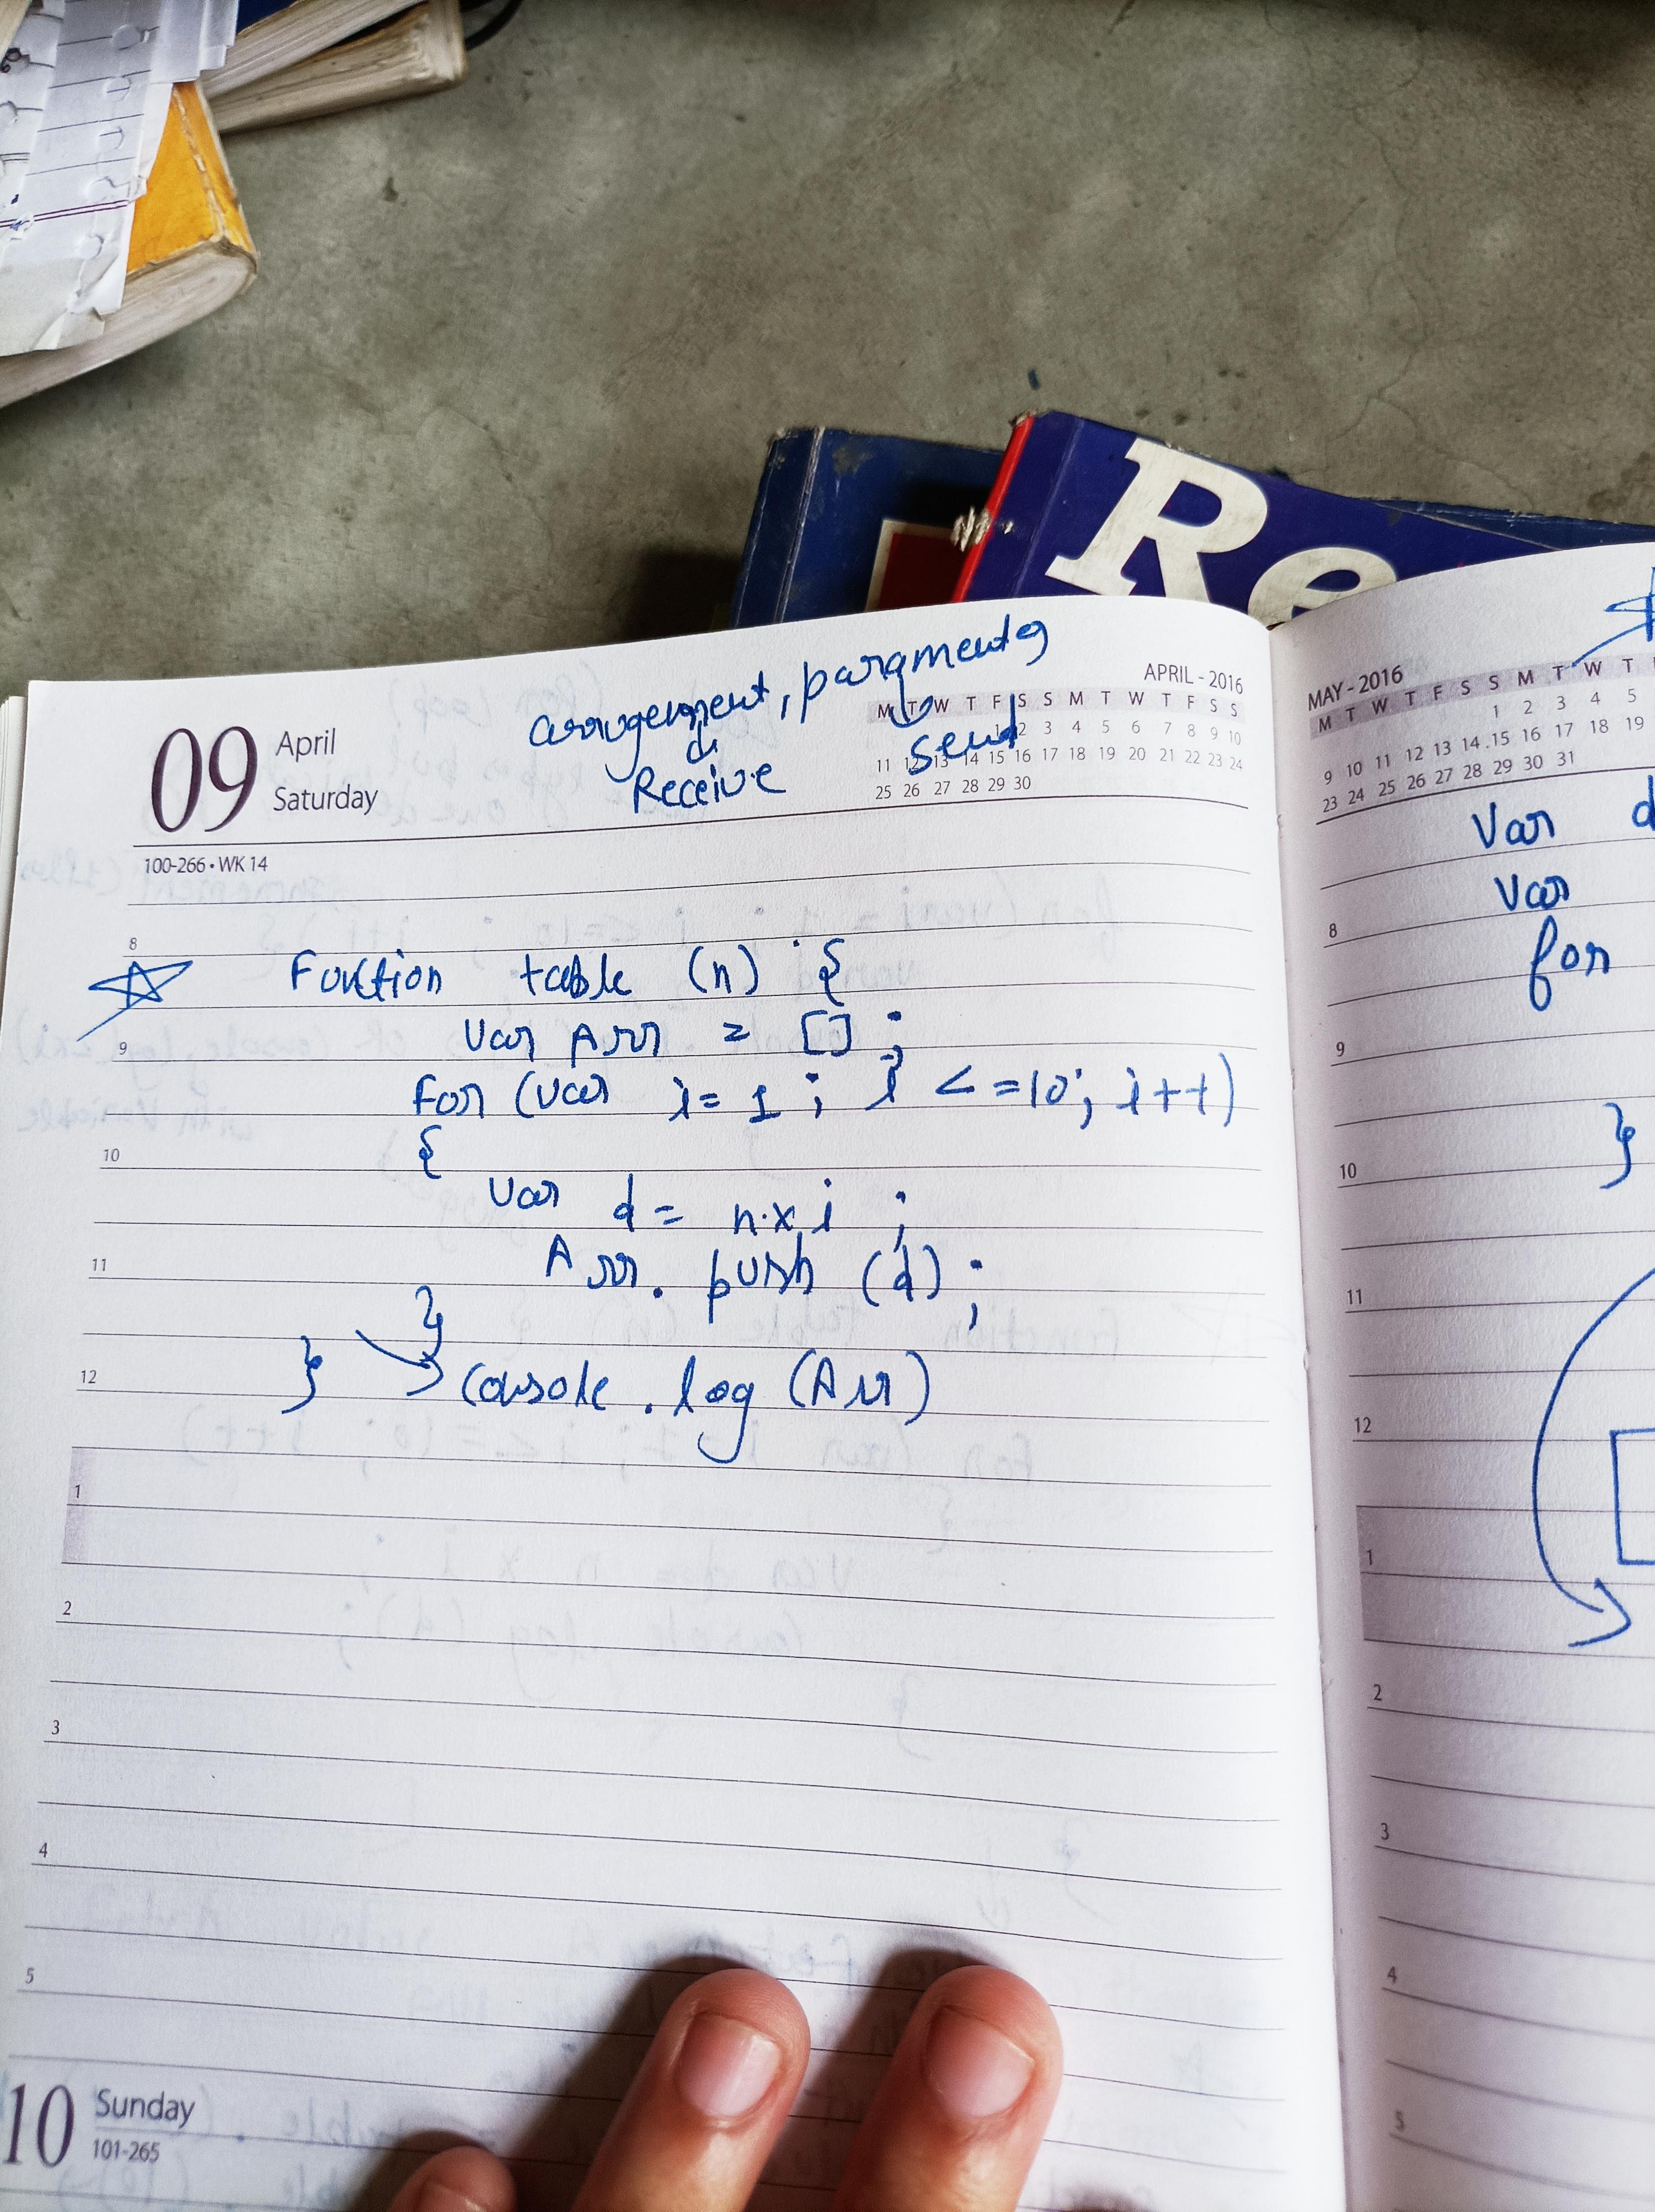 Re
arrugement, paramentg
Receive
send
09 April
Saturday
100-266 • WK 14
APRIL - 2016
M T W T F S S M T W T F S S
1 2 3 4 5 6 7 8 9 10
11 12 13 14 15 16 17 18 19 20 21 22 23 24
25 26 27 28 29 30
8
Function table (n) {
9
Var Arr = [] ;
For (var i = 1 ; i < =10 ; i++)
10
{
Var d = n x i ;
11
Arr. push (d) ;
}
12
} console . log (Arr)
1
2
3
4
5
10 Sunday
101-265
MAY - 2016
M T W T F S S M T W T
1 2 3 4 5
9 10 11 12 13 14 15 16 17 18 19
23 24 25 26 27 28 29 30 31
Var d
8
Var
for
9
10
}
11
12
1
2
3
4
5